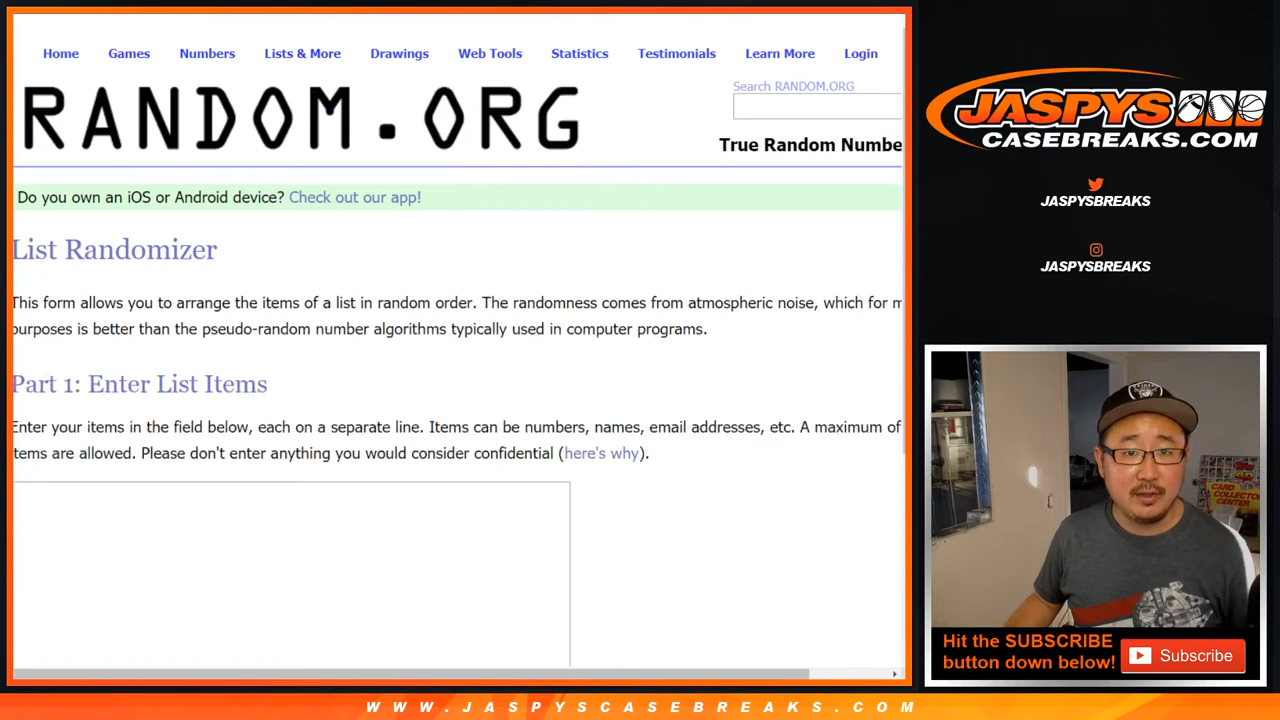 Home Games Numbers Lists & More Drawings Web Tools Statistics Testimonials Learn More Login
Search RANDOM.ORG
RANDOM.ORG
True Random Numbe
Do you own an iOS or Android device? Check out our app!
List Randomizer
This form allows you to arrange the items of a list in random order. The randomness comes from atmospheric noise, which for m
purposes is better than the pseudo-random number algorithms typically used in computer programs.
Part 1: Enter List Items
Enter your items in the field below, each on a separate line. Items can be numbers, names, email addresses, etc. A maximum of
tems are allowed. Please don't enter anything you would consider confidential (here's why).
JASPYS
CASEBREAKS.COM
JASPYSBREAKS
JASPYSBREAKS
CARD
COLLECTOR
CENTER
Hit the SUBSCRIBE
button down below!
Subscribe
WWW.JASPYSCASEBREAKS.COM